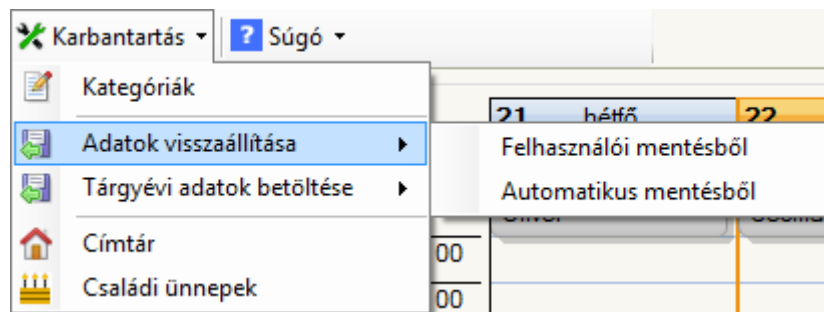 Karbantartás ? Súgó
Kategóriák
21 hétfő 22
Adatok visszaállítása
Felhasználói mentésből
Tárgyévi adatok betöltése
Automatikus mentésből
Címtár
00
Családi ünnepek
00